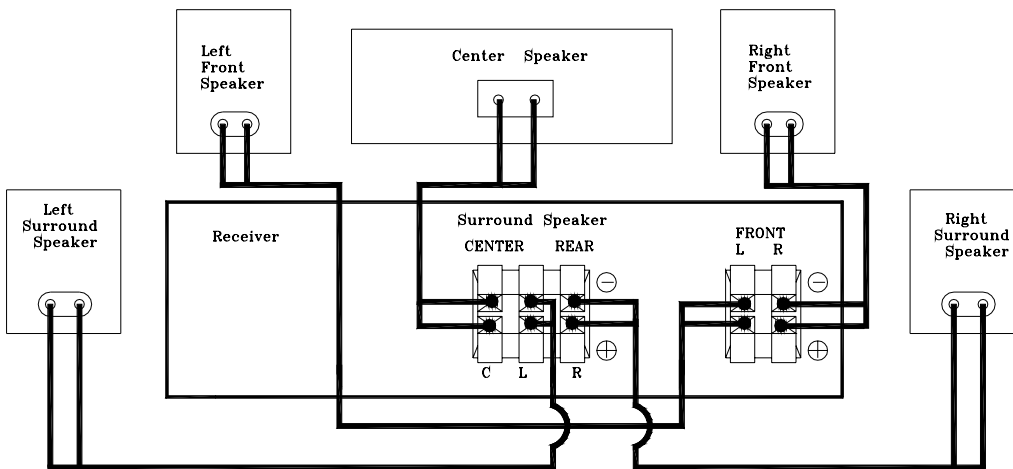 Left
Front
Speaker
Center Speaker
Right
Front
Speaker
Left
Surround
Speaker
Receiver
Surround Speaker
CENTER REAR
FRONT
L R
Right
Surround
Speaker
−
−
+
+
C L R